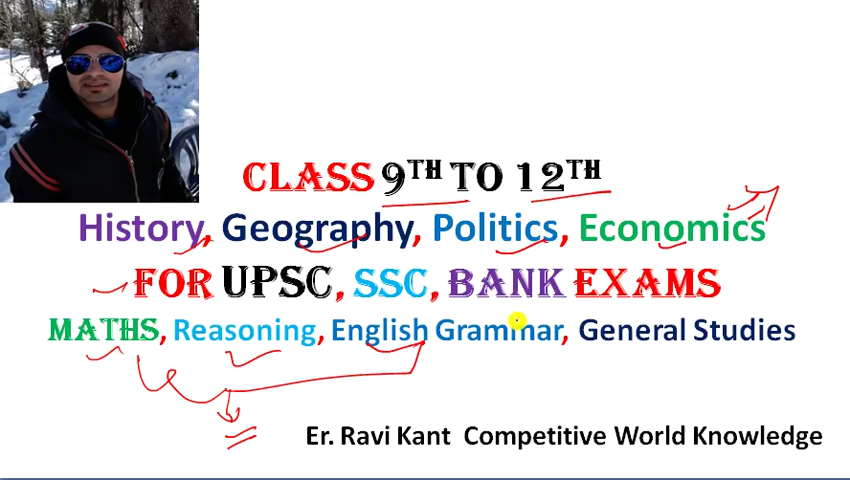 CLASS 9TH TO 12TH
History, Geography, Politics, Economics
FOR UPSC, SSC, BANK EXAMS
MATHS, Reasoning, English Grammar, General Studies
Er. Ravi Kant Competitive World Knowledge